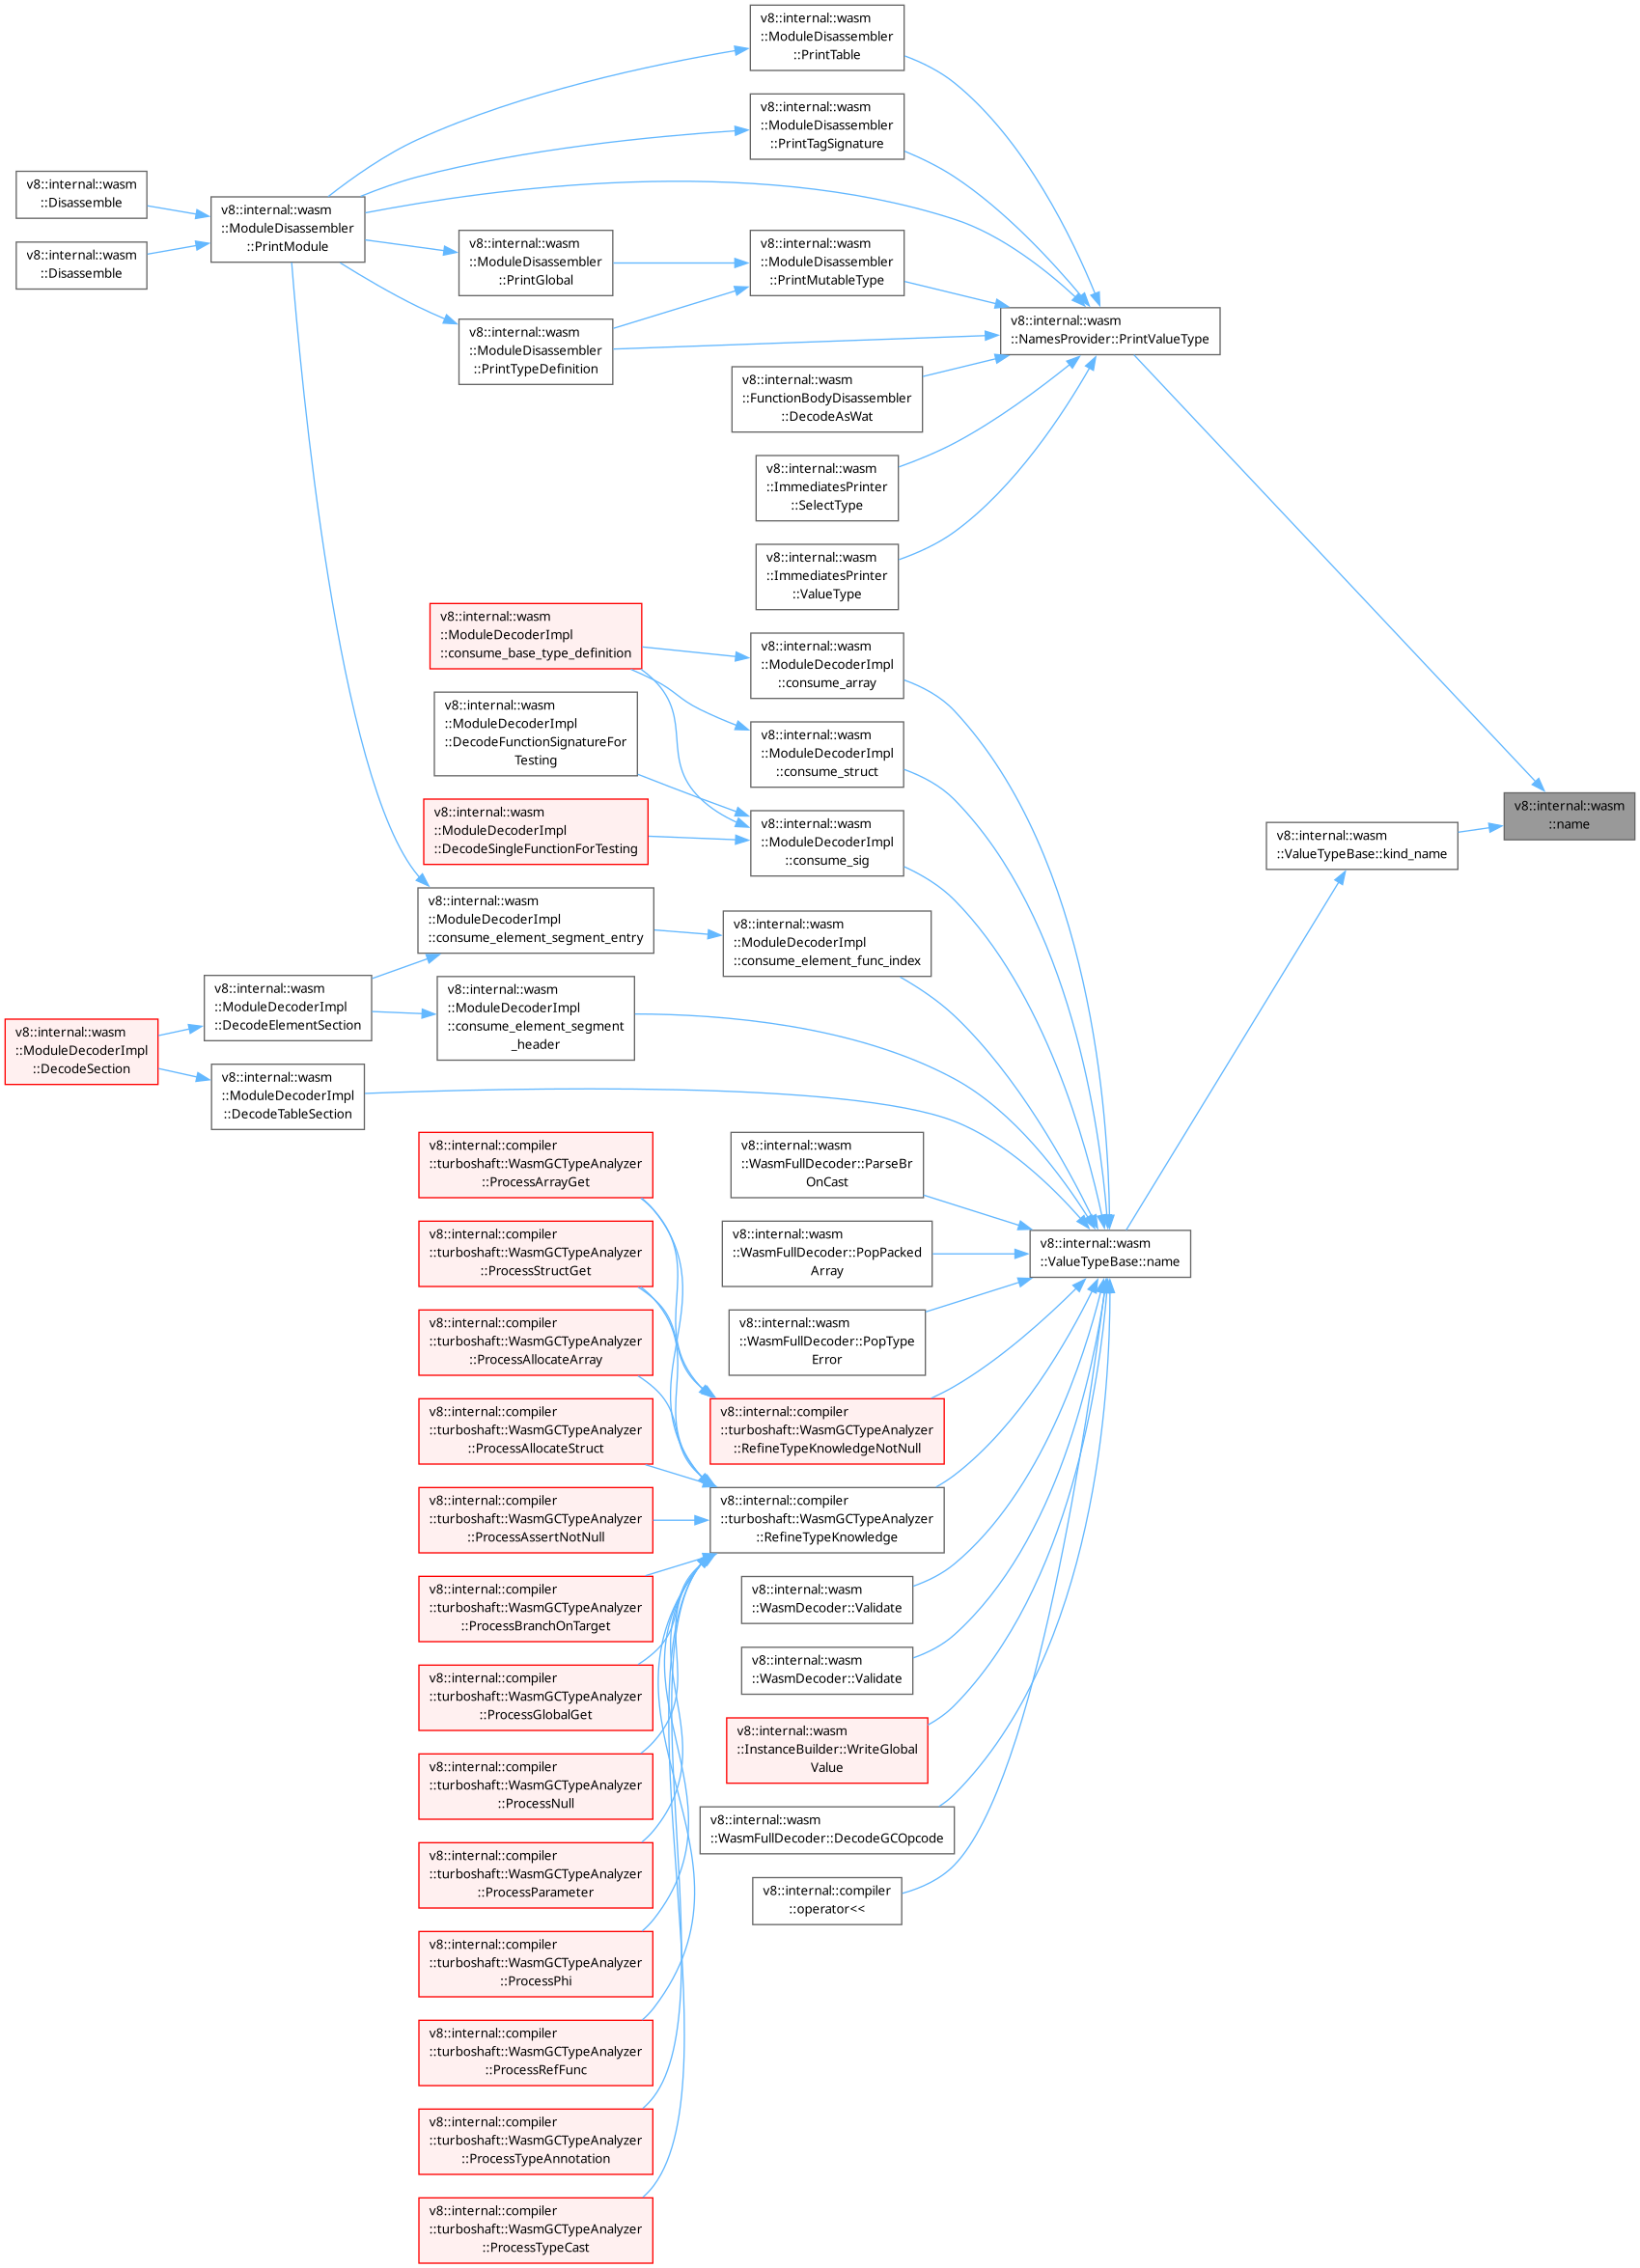 v8::internal::wasm
::ModuleDisassembler
::PrintTable
v8::internal::wasm
::ModuleDisassembler
::PrintTagSignature
v8::internal::wasm
::Disassemble
v8::internal::wasm
::ModuleDisassembler
::PrintModule
v8::internal::wasm
::Disassemble
v8::internal::wasm
::ModuleDisassembler
::PrintGlobal
v8::internal::wasm
::ModuleDisassembler
::PrintMutableType
v8::internal::wasm
::NamesProvider::PrintValueType
v8::internal::wasm
::ModuleDisassembler
::PrintTypeDefinition
v8::internal::wasm
::FunctionBodyDisassembler
::DecodeAsWat
v8::internal::wasm
::ImmediatesPrinter
::SelectType
v8::internal::wasm
::ImmediatesPrinter
::ValueType
v8::internal::wasm
::ModuleDecoderImpl
::consume_base_type_definition
v8::internal::wasm
::ModuleDecoderImpl
::consume_array
v8::internal::wasm
::ModuleDecoderImpl
::DecodeFunctionSignatureFor
Testing
v8::internal::wasm
::ModuleDecoderImpl
::consume_struct
v8::internal::wasm
::ModuleDecoderImpl
::DecodeSingleFunctionForTesting
v8::internal::wasm
::ModuleDecoderImpl
::consume_sig
v8::internal::wasm
::name
v8::internal::wasm
::ValueTypeBase::kind_name
v8::internal::wasm
::ModuleDecoderImpl
::consume_element_segment_entry
v8::internal::wasm
::ModuleDecoderImpl
::consume_element_func_index
v8::internal::wasm
::ModuleDecoderImpl
::DecodeElementSection
v8::internal::wasm
::ModuleDecoderImpl
::consume_element_segment
_header
v8::internal::wasm
::ModuleDecoderImpl
::DecodeSection
v8::internal::wasm
::ModuleDecoderImpl
::DecodeTableSection
v8::internal::compiler
::turboshaft::WasmGCTypeAnalyzer
::ProcessArrayGet
v8::internal::wasm
::WasmFullDecoder::ParseBr
OnCast
v8::internal::compiler
::turboshaft::WasmGCTypeAnalyzer
::ProcessStructGet
v8::internal::wasm
::WasmFullDecoder::PopPacked
Array
v8::internal::wasm
::ValueTypeBase::name
v8::internal::compiler
::turboshaft::WasmGCTypeAnalyzer
::ProcessAllocateArray
v8::internal::wasm
::WasmFullDecoder::PopType
Error
v8::internal::compiler
::turboshaft::WasmGCTypeAnalyzer
::ProcessAllocateStruct
v8::internal::compiler
::turboshaft::WasmGCTypeAnalyzer
::RefineTypeKnowledgeNotNull
v8::internal::compiler
::turboshaft::WasmGCTypeAnalyzer
::ProcessAssertNotNull
v8::internal::compiler
::turboshaft::WasmGCTypeAnalyzer
::RefineTypeKnowledge
v8::internal::compiler
::turboshaft::WasmGCTypeAnalyzer
::ProcessBranchOnTarget
v8::internal::wasm
::WasmDecoder::Validate
v8::internal::compiler
::turboshaft::WasmGCTypeAnalyzer
::ProcessGlobalGet
v8::internal::wasm
::WasmDecoder::Validate
v8::internal::compiler
::turboshaft::WasmGCTypeAnalyzer
::ProcessNull
v8::internal::wasm
::InstanceBuilder::WriteGlobal
Value
v8::internal::compiler
::turboshaft::WasmGCTypeAnalyzer
::ProcessParameter
v8::internal::wasm
::WasmFullDecoder::DecodeGCOpcode
v8::internal::compiler
::operator<<
v8::internal::compiler
::turboshaft::WasmGCTypeAnalyzer
::ProcessPhi
v8::internal::compiler
::turboshaft::WasmGCTypeAnalyzer
::ProcessRefFunc
v8::internal::compiler
::turboshaft::WasmGCTypeAnalyzer
::ProcessTypeAnnotation
v8::internal::compiler
::turboshaft::WasmGCTypeAnalyzer
::ProcessTypeCast